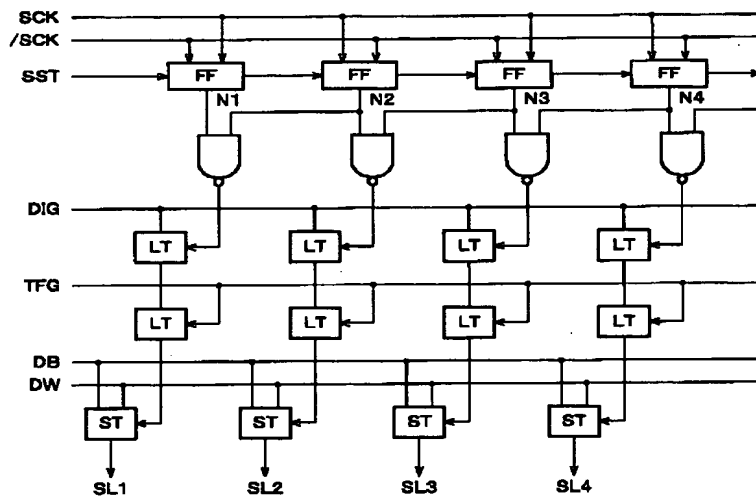 SCK
/SCK
SST
FF FF FF FF
N1 N2 N3 N4
DIG
LT LT LT LT
TFG
LT LT LT LT
DB
DW
ST ST ST ST
SL1 SL2 SL3 SL4